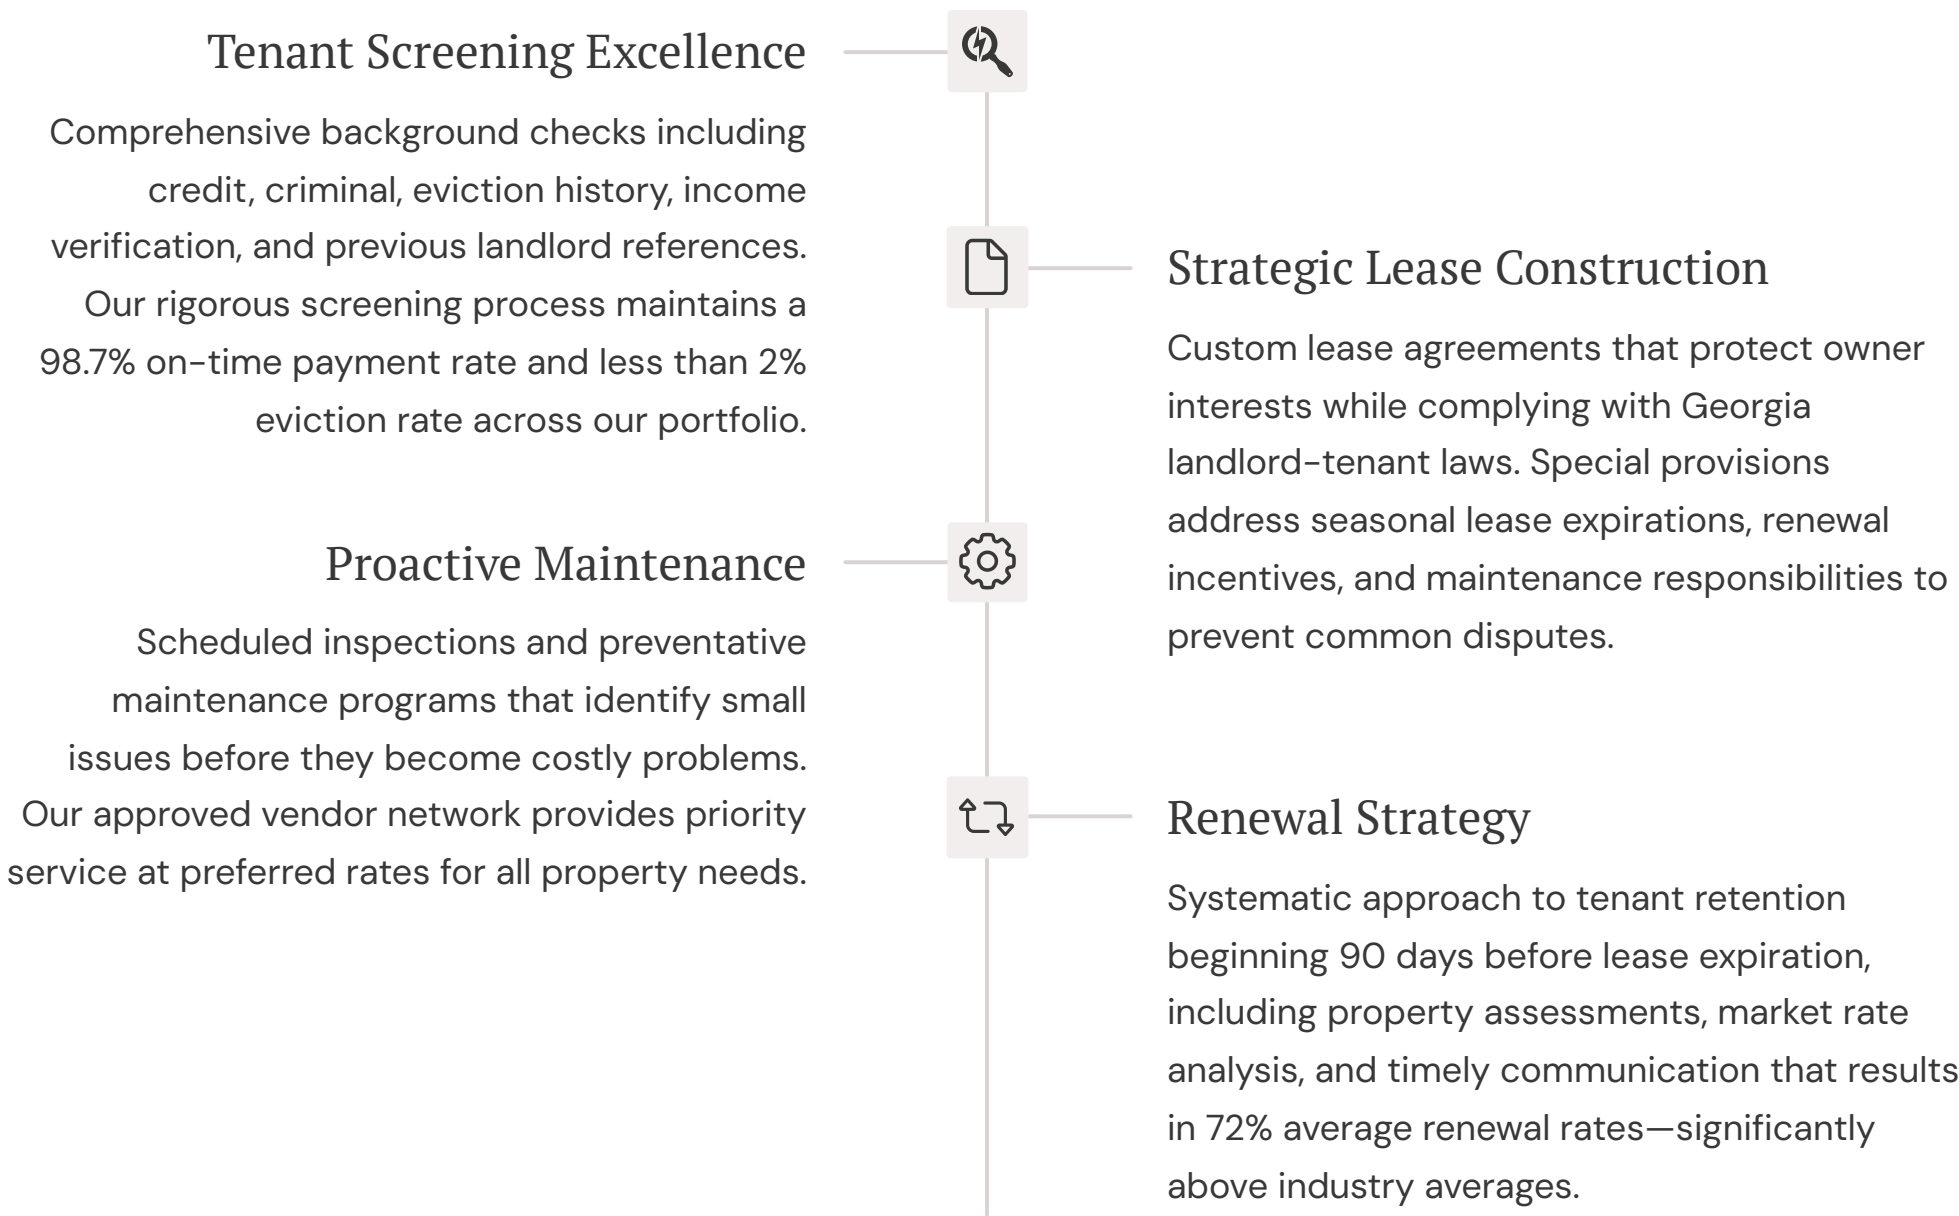 Tenant Screening Excellence
Comprehensive background checks including
credit, criminal, eviction history, income
verification, and previous landlord references.
Our rigorous screening process maintains a
98.7% on-time payment rate and less than 2%
eviction rate across our portfolio.
Strategic Lease Construction
Custom lease agreements that protect owner
interests while complying with Georgia
landlord-tenant laws. Special provisions
address seasonal lease expirations, renewal
incentives, and maintenance responsibilities to
prevent common disputes.
Proactive Maintenance
Scheduled inspections and preventative
maintenance programs that identify small
issues before they become costly problems.
Our approved vendor network provides priority
service at preferred rates for all property needs.
Renewal Strategy
Systematic approach to tenant retention
beginning 90 days before lease expiration,
including property assessments, market rate
analysis, and timely communication that results
in 72% average renewal rates—significantly
above industry averages.